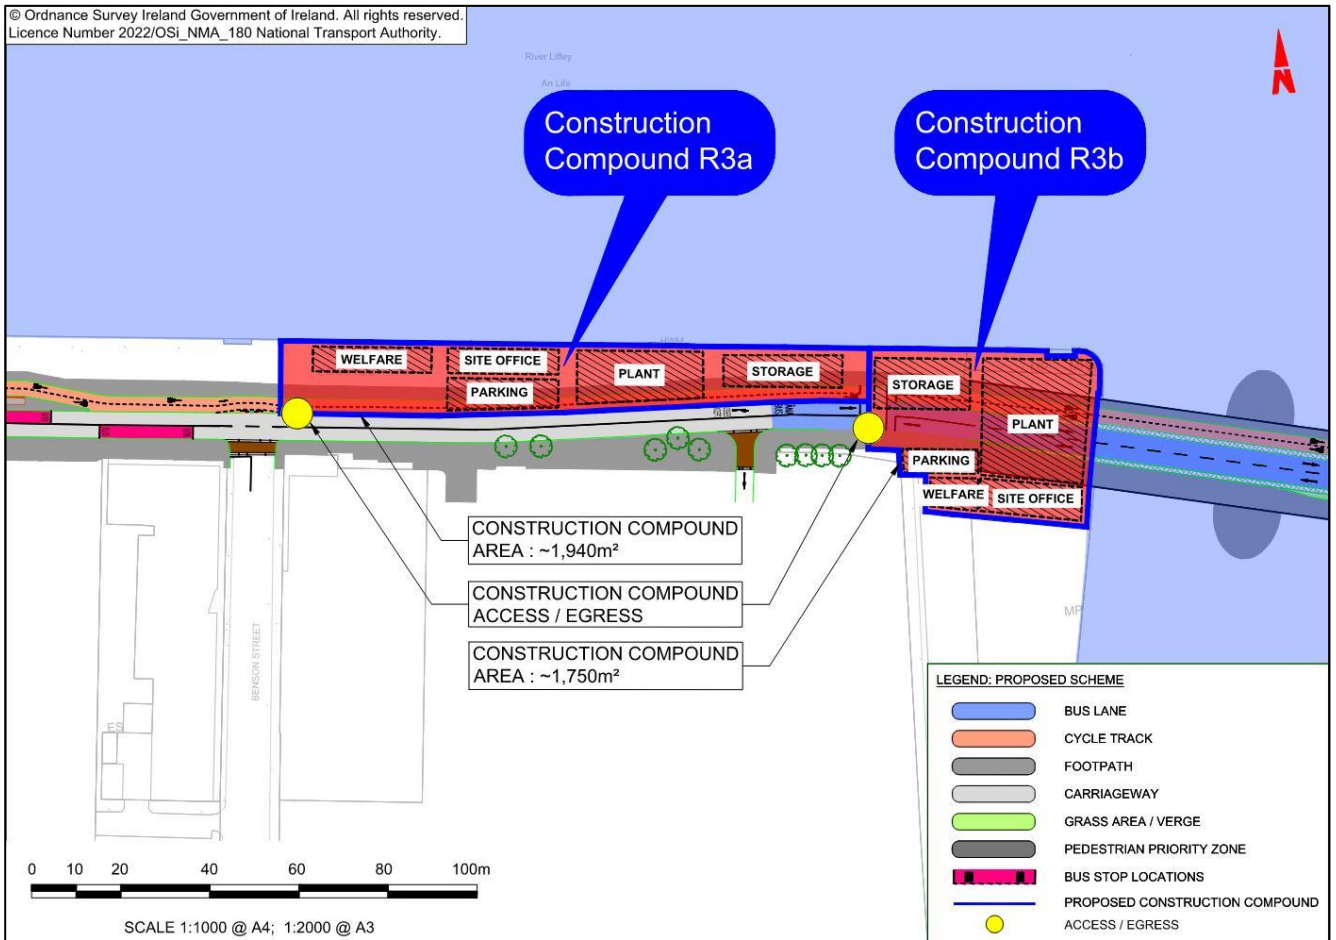 © Ordnance Survey Ireland Government of Ireland. All rights reserved.
Licence Number 2022/OSi_NMA_180 National Transport Authority.
River Liffey
An Life
N
Construction
Compound R3a
Construction
Compound R3b
HWM
WELFARE
SITE OFFICE
PARKING
PLANT
STORAGE
STORAGE
PLANT
PARKING
WELFARE
SITE OFFICE
CONSTRUCTION COMPOUND
AREA : ~1,940m²
CONSTRUCTION COMPOUND
ACCESS / EGRESS
CONSTRUCTION COMPOUND
AREA : ~1,750m²
BENSON STREET
ES
MP
LEGEND: PROPOSED SCHEME
BUS LANE
CYCLE TRACK
FOOTPATH
CARRIAGEWAY
GRASS AREA / VERGE
PEDESTRIAN PRIORITY ZONE
BUS STOP LOCATIONS
PROPOSED CONSTRUCTION COMPOUND
ACCESS / EGRESS
0 10 20 40 60 80 100m
SCALE 1:1000 @ A4; 1:2000 @ A3